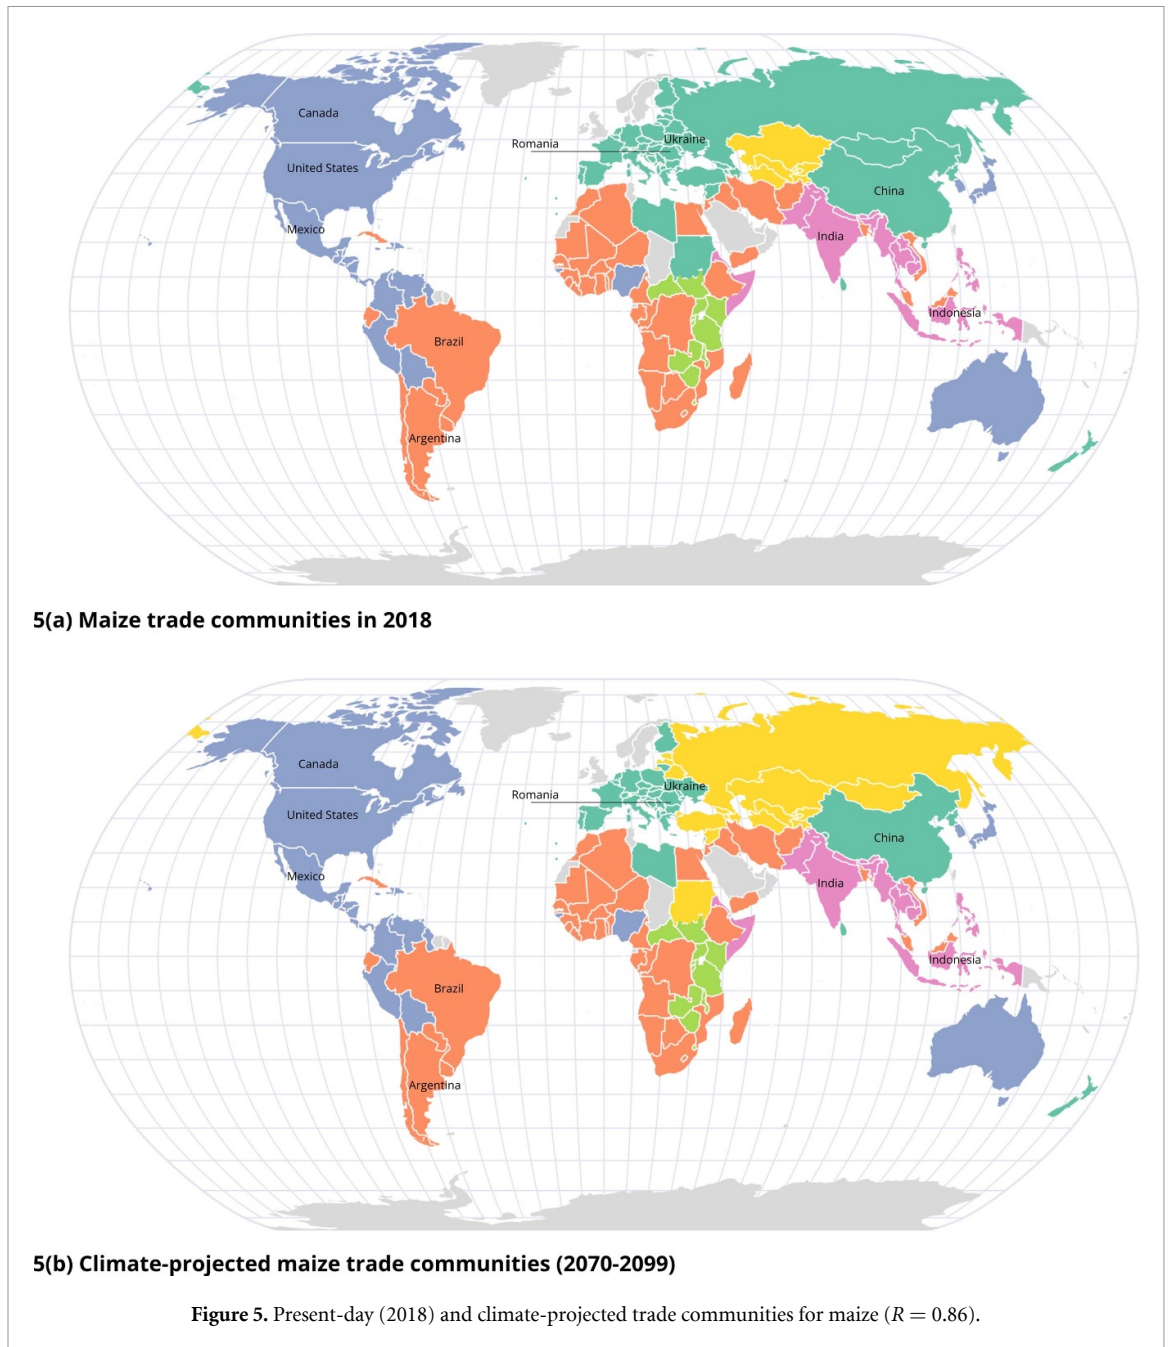 Canada
Romania
Ukraine
United States
China
Mexico
India
Indonesia
Brazil
Argentina
5(a) Maize trade communities in 2018
Canada
Romania
Ukraine
United States
China
Mexico
India
Indonesia
Brazil
Argentina
5(b) Climate-projected maize trade communities (2070-2099)
Figure 5. Present-day (2018) and climate-projected trade communities for maize (R = 0.86).